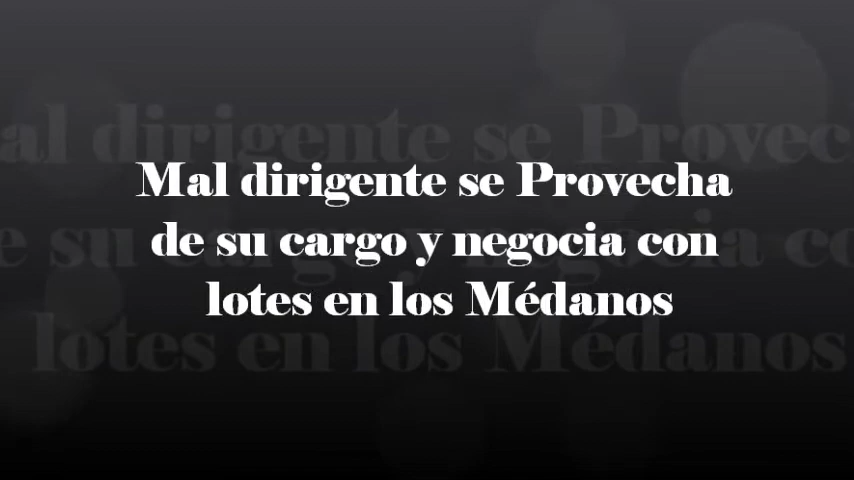 Mal dirigente se Provecha
de su cargo y negocia con
lotes en los Médanos